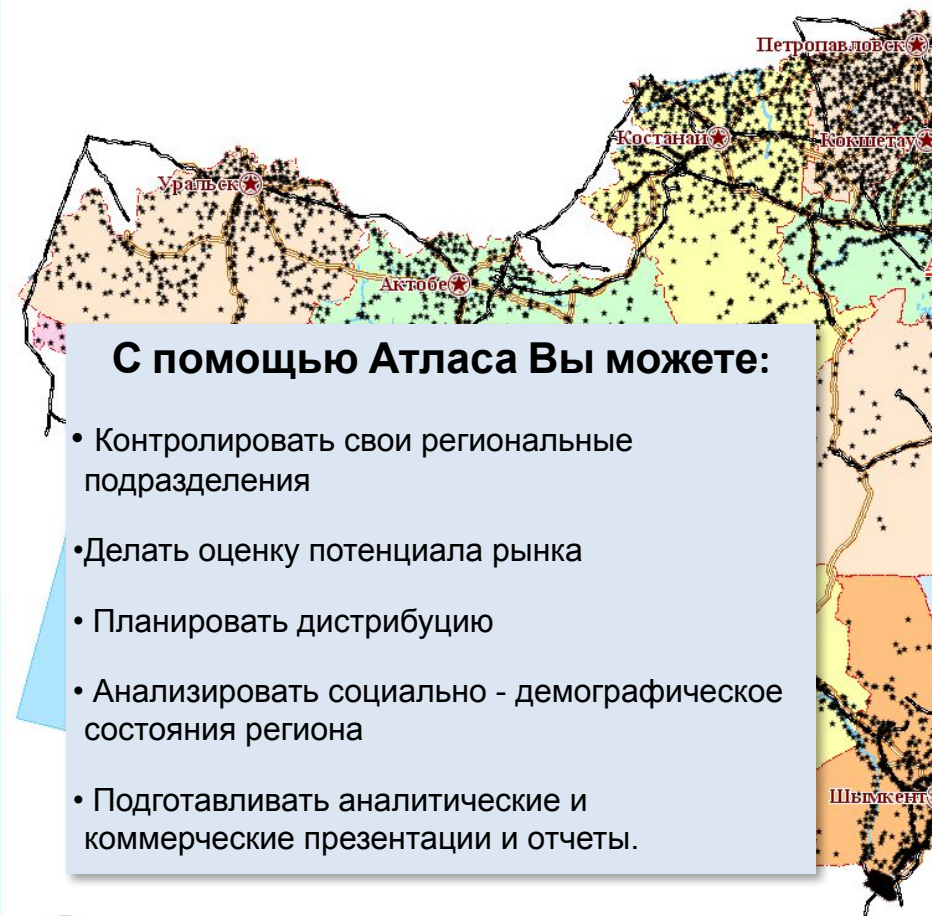 Петропавловск
Костанай
Кокшетау
Уральск
Актобе
С помощью Атласа Вы можете:
• Контролировать свои региональные
подразделения
•Делать оценку потенциала рынка
• Планировать дистрибуцию
• Анализировать социально - демографическое
состояния региона
• Подготавливать аналитические и
коммерческие презентации и отчеты.
Шымкент